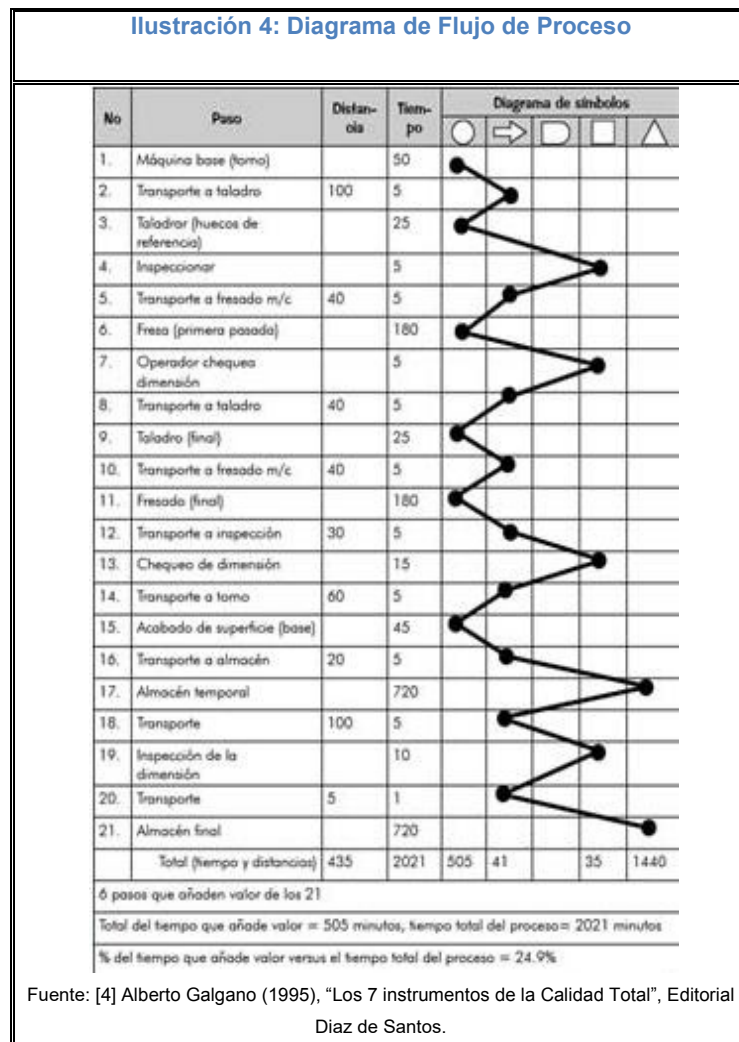 Ilustración 4: Diagrama de Flujo de Proceso
No Paso Distan- cia Tiem- po Diagrama de símbolos
1. Máquina base (torno) 50
2. Transporte a taladro 100 5
3. Taladrar (huecos de 25
referencia)
4. Inspeccionar 5
5. Transporte a fresado m/c 40 5
6. Fresa (primera pasada) 180
7. Operador chequea 5
dimensión
8. Transporte a taladro 40 5
9. Taladro (final) 25
10. Transporte a fresado m/c 40 5
11. Fresado (final) 180
12. Transporte a inspección 30 5
13. Chequeo de dimensión 15
14. Transporte a torno 60 5
15. Acabado de superficie (base) 45
16. Transporte a almacén 20 5
17. Almacén temporal 720
18. Transporte 100 5
19. Inspección de la 10
dimensión
20. Transporte 5 1
21. Almacén final 720
Total (tiempo y distancias) 435 2021 505 41 35 1440
6 pasos que añaden valor de los 21
Total del tiempo que añade valor = 505 minutos, tiempo total del proceso= 2021 minutos
% del tiempo que añade valor versus el tiempo total del proceso = 24.9%
Fuente: [4] Alberto Galgano (1995), “Los 7 instrumentos de la Calidad Total”, Editorial
Diaz de Santos.